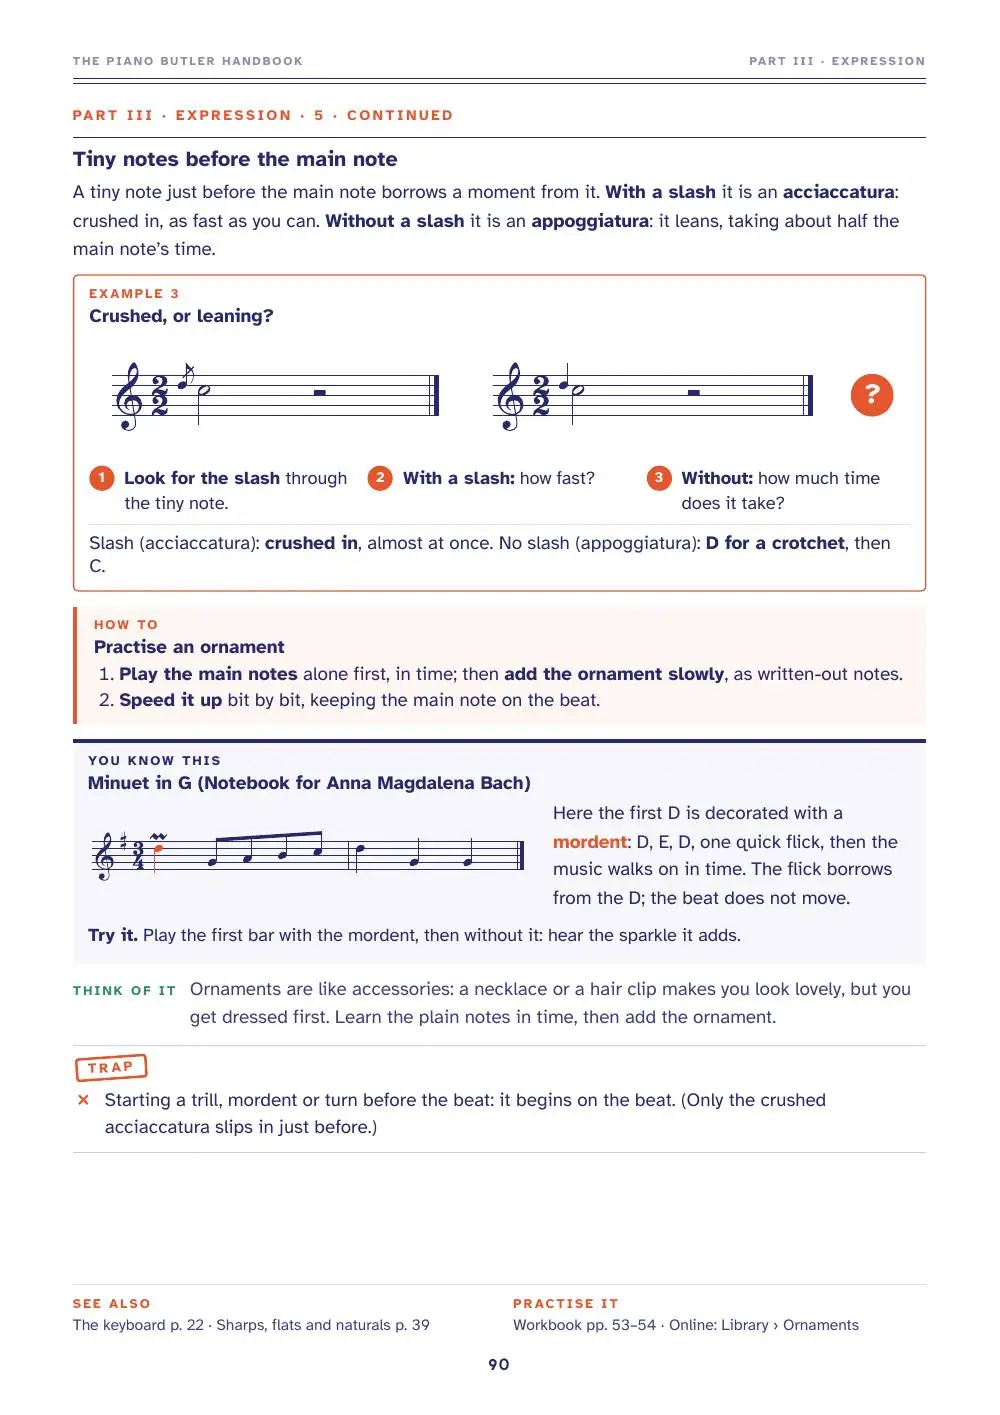 THE PIANO BUTLER HANDBOOK
PART III · EXPRESSION
PART III · EXPRESSION · 5 · CONTINUED
Tiny notes before the main note
A tiny note just before the main note borrows a moment from it. With a slash it is an acciaccatura:
crushed in, as fast as you can. Without a slash it is an appoggiatura: it leans, taking about half the
main note’s time.
EXAMPLE 3
Crushed, or leaning?
2
2
2
2
?
1 Look for the slash through
the tiny note.
2 With a slash: how fast?
3 Without: how much time
does it take?
Slash (acciaccatura): crushed in, almost at once. No slash (appoggiatura): D for a crotchet, then
C.
HOW TO
Practise an ornament
1. Play the main notes alone first, in time; then add the ornament slowly, as written-out notes.
2. Speed it up bit by bit, keeping the main note on the beat.
YOU KNOW THIS
Minuet in G (Notebook for Anna Magdalena Bach)
3
4
Here the first D is decorated with a
mordent: D, E, D, one quick flick, then the
music walks on in time. The flick borrows
from the D; the beat does not move.
Try it. Play the first bar with the mordent, then without it: hear the sparkle it adds.
THINK OF IT
Ornaments are like accessories: a necklace or a hair clip makes you look lovely, but you
get dressed first. Learn the plain notes in time, then add the ornament.
TRAP
× Starting a trill, mordent or turn before the beat: it begins on the beat. (Only the crushed
acciaccatura slips in just before.)
SEE ALSO
The keyboard p. 22 · Sharps, flats and naturals p. 39
PRACTISE IT
Workbook pp. 53–54 · Online: Library › Ornaments
90